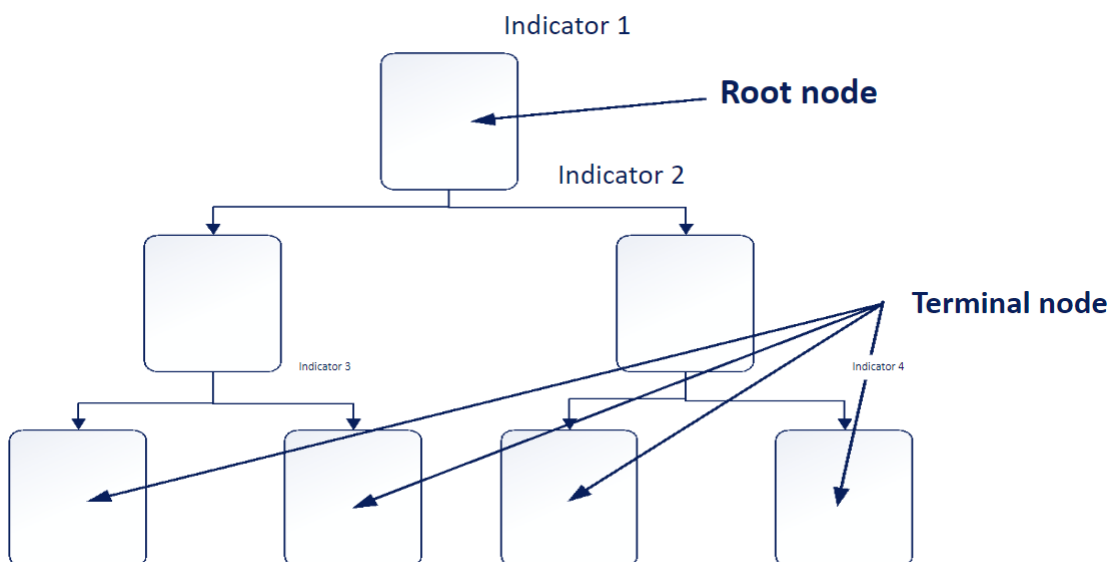 Indicator 1
Root node
Indicator 2
Terminal node
Indicator 3
Indicator 4